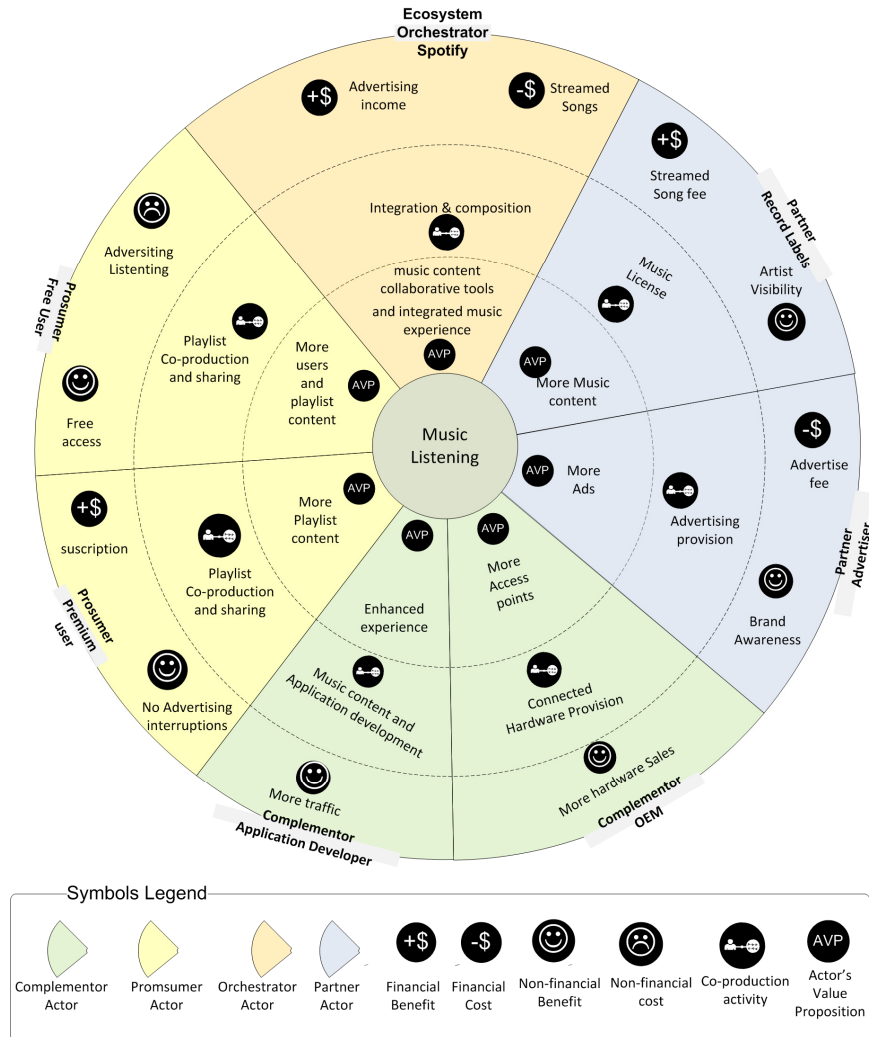 Ecosystem
Orchestrator
Spotify
+$
Advertising
income
-$
Streamed
Songs
Integration & composition
music content
collaborative tools
and integrated music
experience
AVP
+$
Streamed
Song fee
Partner
Record Labels
Artist
Visibility
Music
License
AVP
More Music
content
-$
Advertise
fee
Partner
Advertiser
Brand
Awareness
Advertising
provision
AVP
More
Ads
AVP
More
Access
points
Connected
Hardware Provision
More hardware Sales
Complementor
OEM
AVP
Enhanced
experience
Music content and
Application development
More traffic
Complementor
Application Developer
AVP
More
Playlist
content
Playlist
Co-production
and sharing
+$
suscription
Prosumer
Premium
user
No Advertising
interruptions
Adversiting
Listenting
Prosumer
Free User
Free
access
Playlist
Co-production
and sharing
More
users
and
playlist
content
AVP
Music
Listening
Symbols Legend
Complementor
Actor
Promsumer
Actor
Orchestrator
Actor
Partner
Actor
+$
Financial
Benefit
-$
Financial
Cost
Non-financial
Benefit
Non-financial
cost
Co-production
activity
AVP
Actor's
Value
Proposition